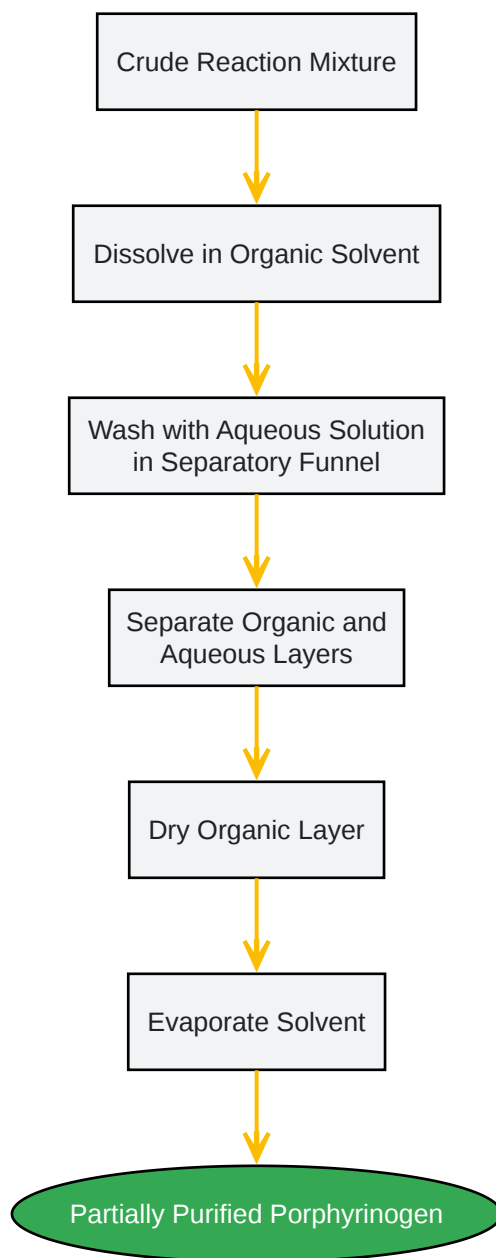 Crude Reaction Mixture
Dissolve in Organic Solvent
Wash with Aqueous Solution
in Separatory Funnel
Separate Organic and
Aqueous Layers
Dry Organic Layer
Evaporate Solvent
Partially Purified Porphyrinogen